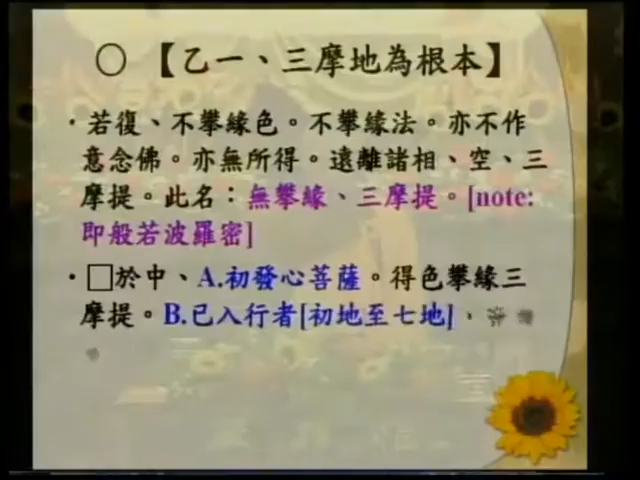 ○ 【乙一、三摩地為根本】
・若復、不攀緣色。不攀緣法。亦不作
意念佛。亦無所得。遠離諸相、空、三
摩提。此名：無攀緣、三摩提。[note:
即般若波羅密]
・□於中、A.初發心菩薩。得色攀緣三
摩提。B.已入行者[初地至七地]，